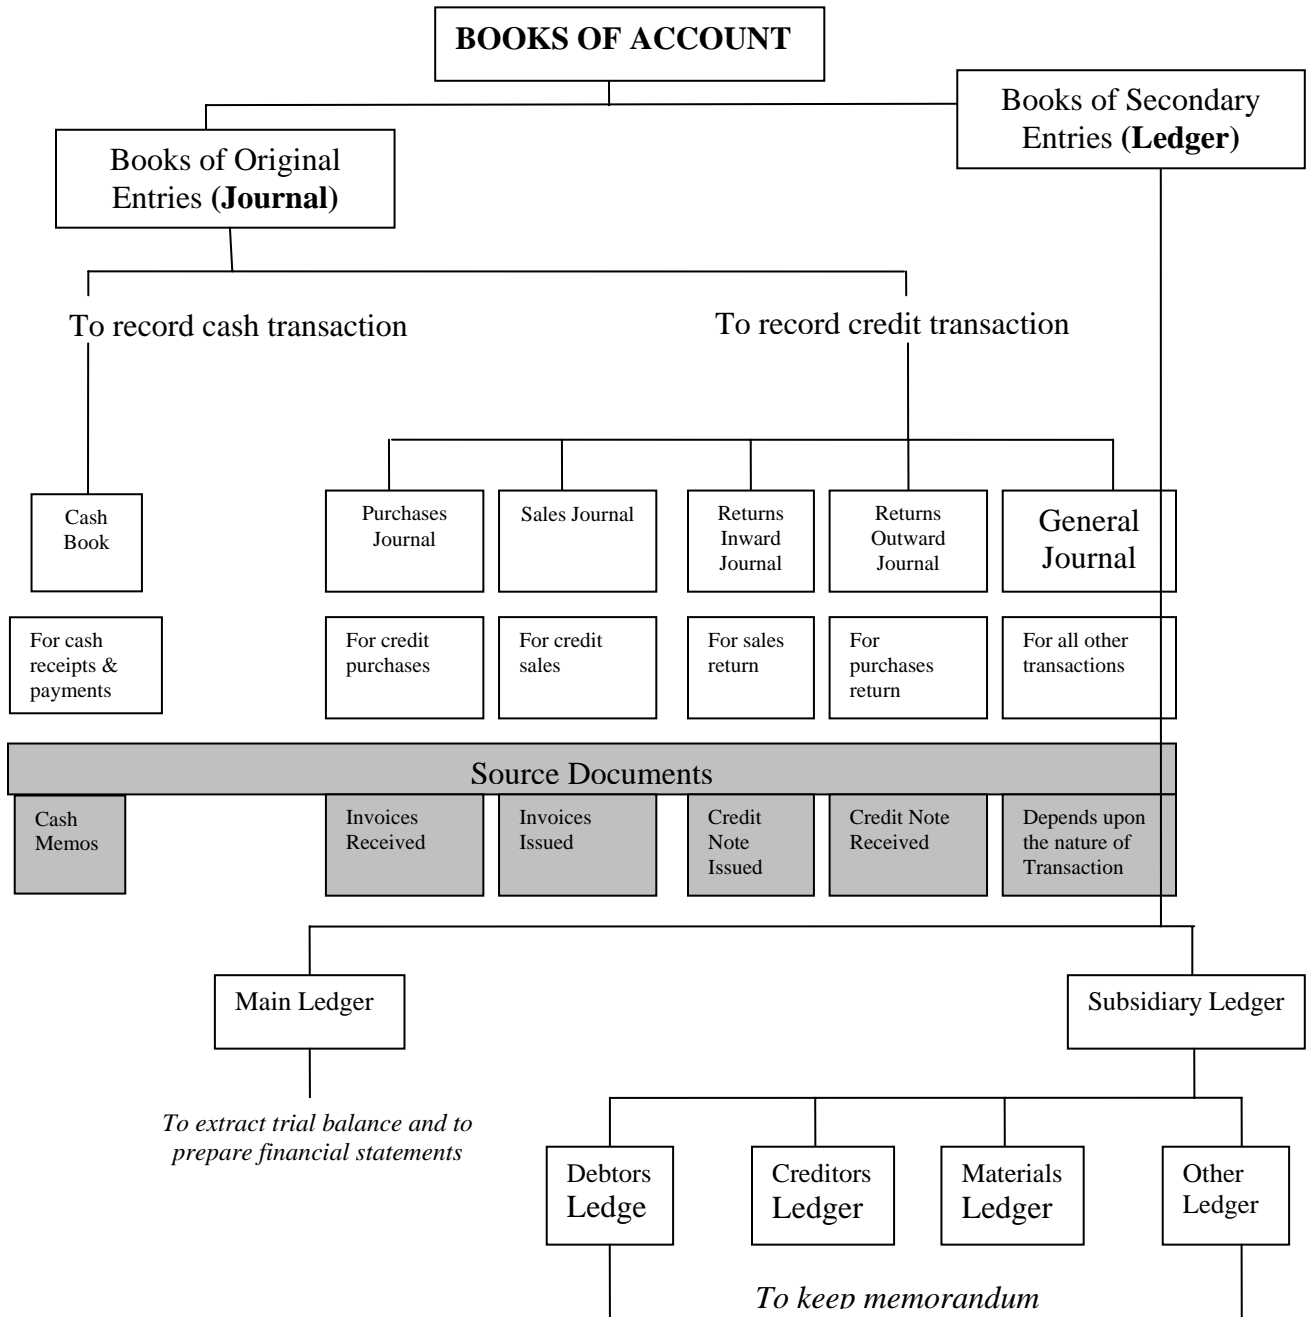 BOOKS OF ACCOUNT
Books of Secondary
Entries (Ledger)
Books of Original
Entries (Journal)
To record cash transaction
To record credit transaction
Cash
Book
Purchases
Journal
Sales Journal
Returns
Inward
Journal
Returns
Outward
Journal
General
Journal
For cash
receipts &
payments
For credit
purchases
For credit
sales
For sales
return
For
purchases
return
For all other
transactions
Source Documents
Cash
Memos
Invoices
Received
Invoices
Issued
Credit
Note
Issued
Credit Note
Received
Depends upon
the nature of
Transaction
Main Ledger
Subsidiary Ledger
To extract trial balance and to
prepare financial statements
Debtors
Ledge
Creditors
Ledger
Materials
Ledger
Other
Ledger
To keep memorandum